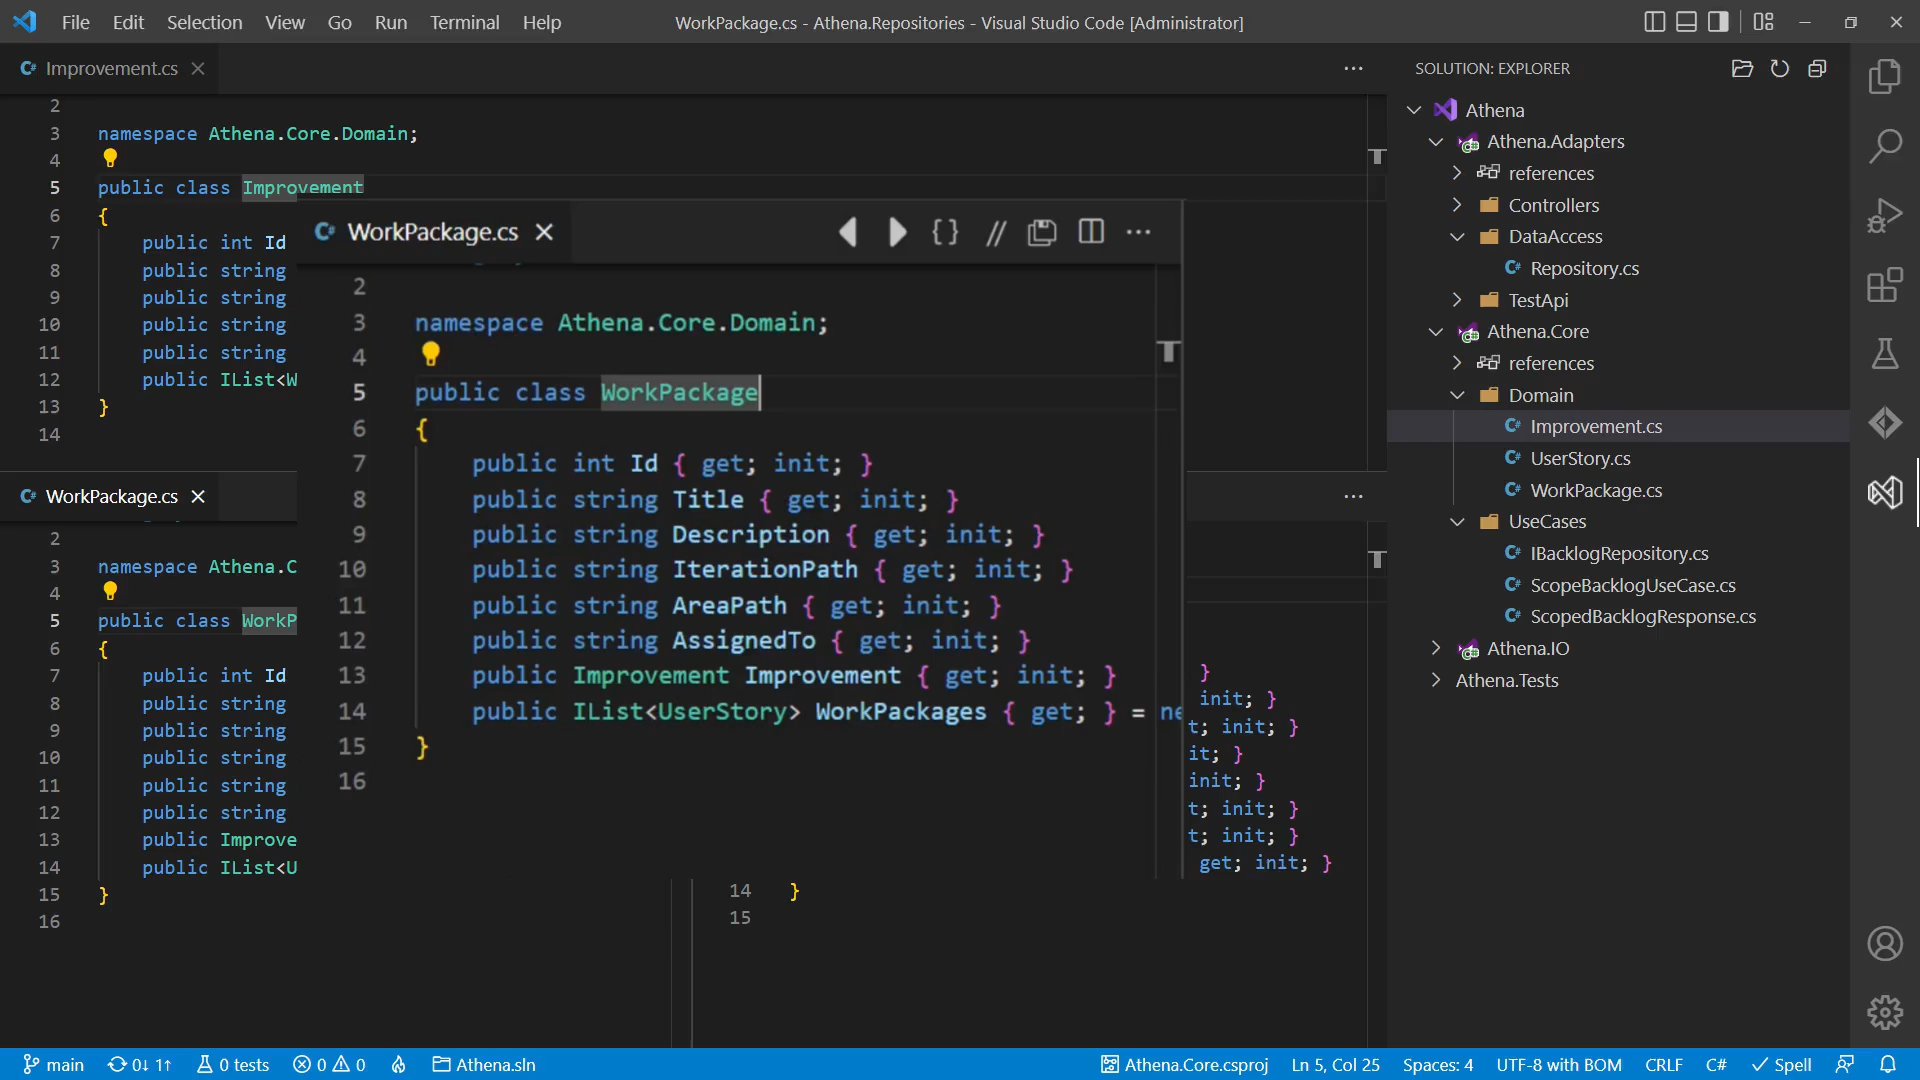 File Edit Selection View Go Run Terminal Help
WorkPackage.cs - Athena.Repositories - Visual Studio Code [Administrator]
Improvement.cs
2
3 namespace Athena.Core.Domain;
4
5 public class Improvement
6 {
7 public int Id
8 public string
9 public string
10 public string
11 public string
12 public IList<W
13 }
14
WorkPackage.cs
2
3 namespace Athena.C
4
5 public class WorkP
6 {
7 public int Id
8 public string
9 public string
10 public string
11 public string
12 public string
13 public Improve
14 public IList<U
15 }
16
WorkPackage.cs
2
3 namespace Athena.Core.Domain;
4
5 public class WorkPackage
6 {
7 public int Id { get; init; }
8 public string Title { get; init; }
9 public string Description { get; init; }
10 public string IterationPath { get; init; }
11 public string AreaPath { get; init; }
12 public string AssignedTo { get; init; }
13 public Improvement Improvement { get; init; }
14 public IList<UserStory> WorkPackages { get; } = ne
15 }
16
}
init; }
t; init; }
it; }
init; }
t; init; }
t; init; }
get; init; }
14 }
15
SOLUTION: EXPLORER
Athena
Athena.Adapters
references
Controllers
DataAccess
Repository.cs
TestApi
Athena.Core
references
Domain
Improvement.cs
UserStory.cs
WorkPackage.cs
UseCases
IBacklogRepository.cs
ScopeBacklogUseCase.cs
ScopedBacklogResponse.cs
Athena.IO
Athena.Tests
main 0↓ 1↑ 0 tests 0 0 Athena.sln
Athena.Core.csproj Ln 5, Col 25 Spaces: 4 UTF-8 with BOM CRLF C# Spell